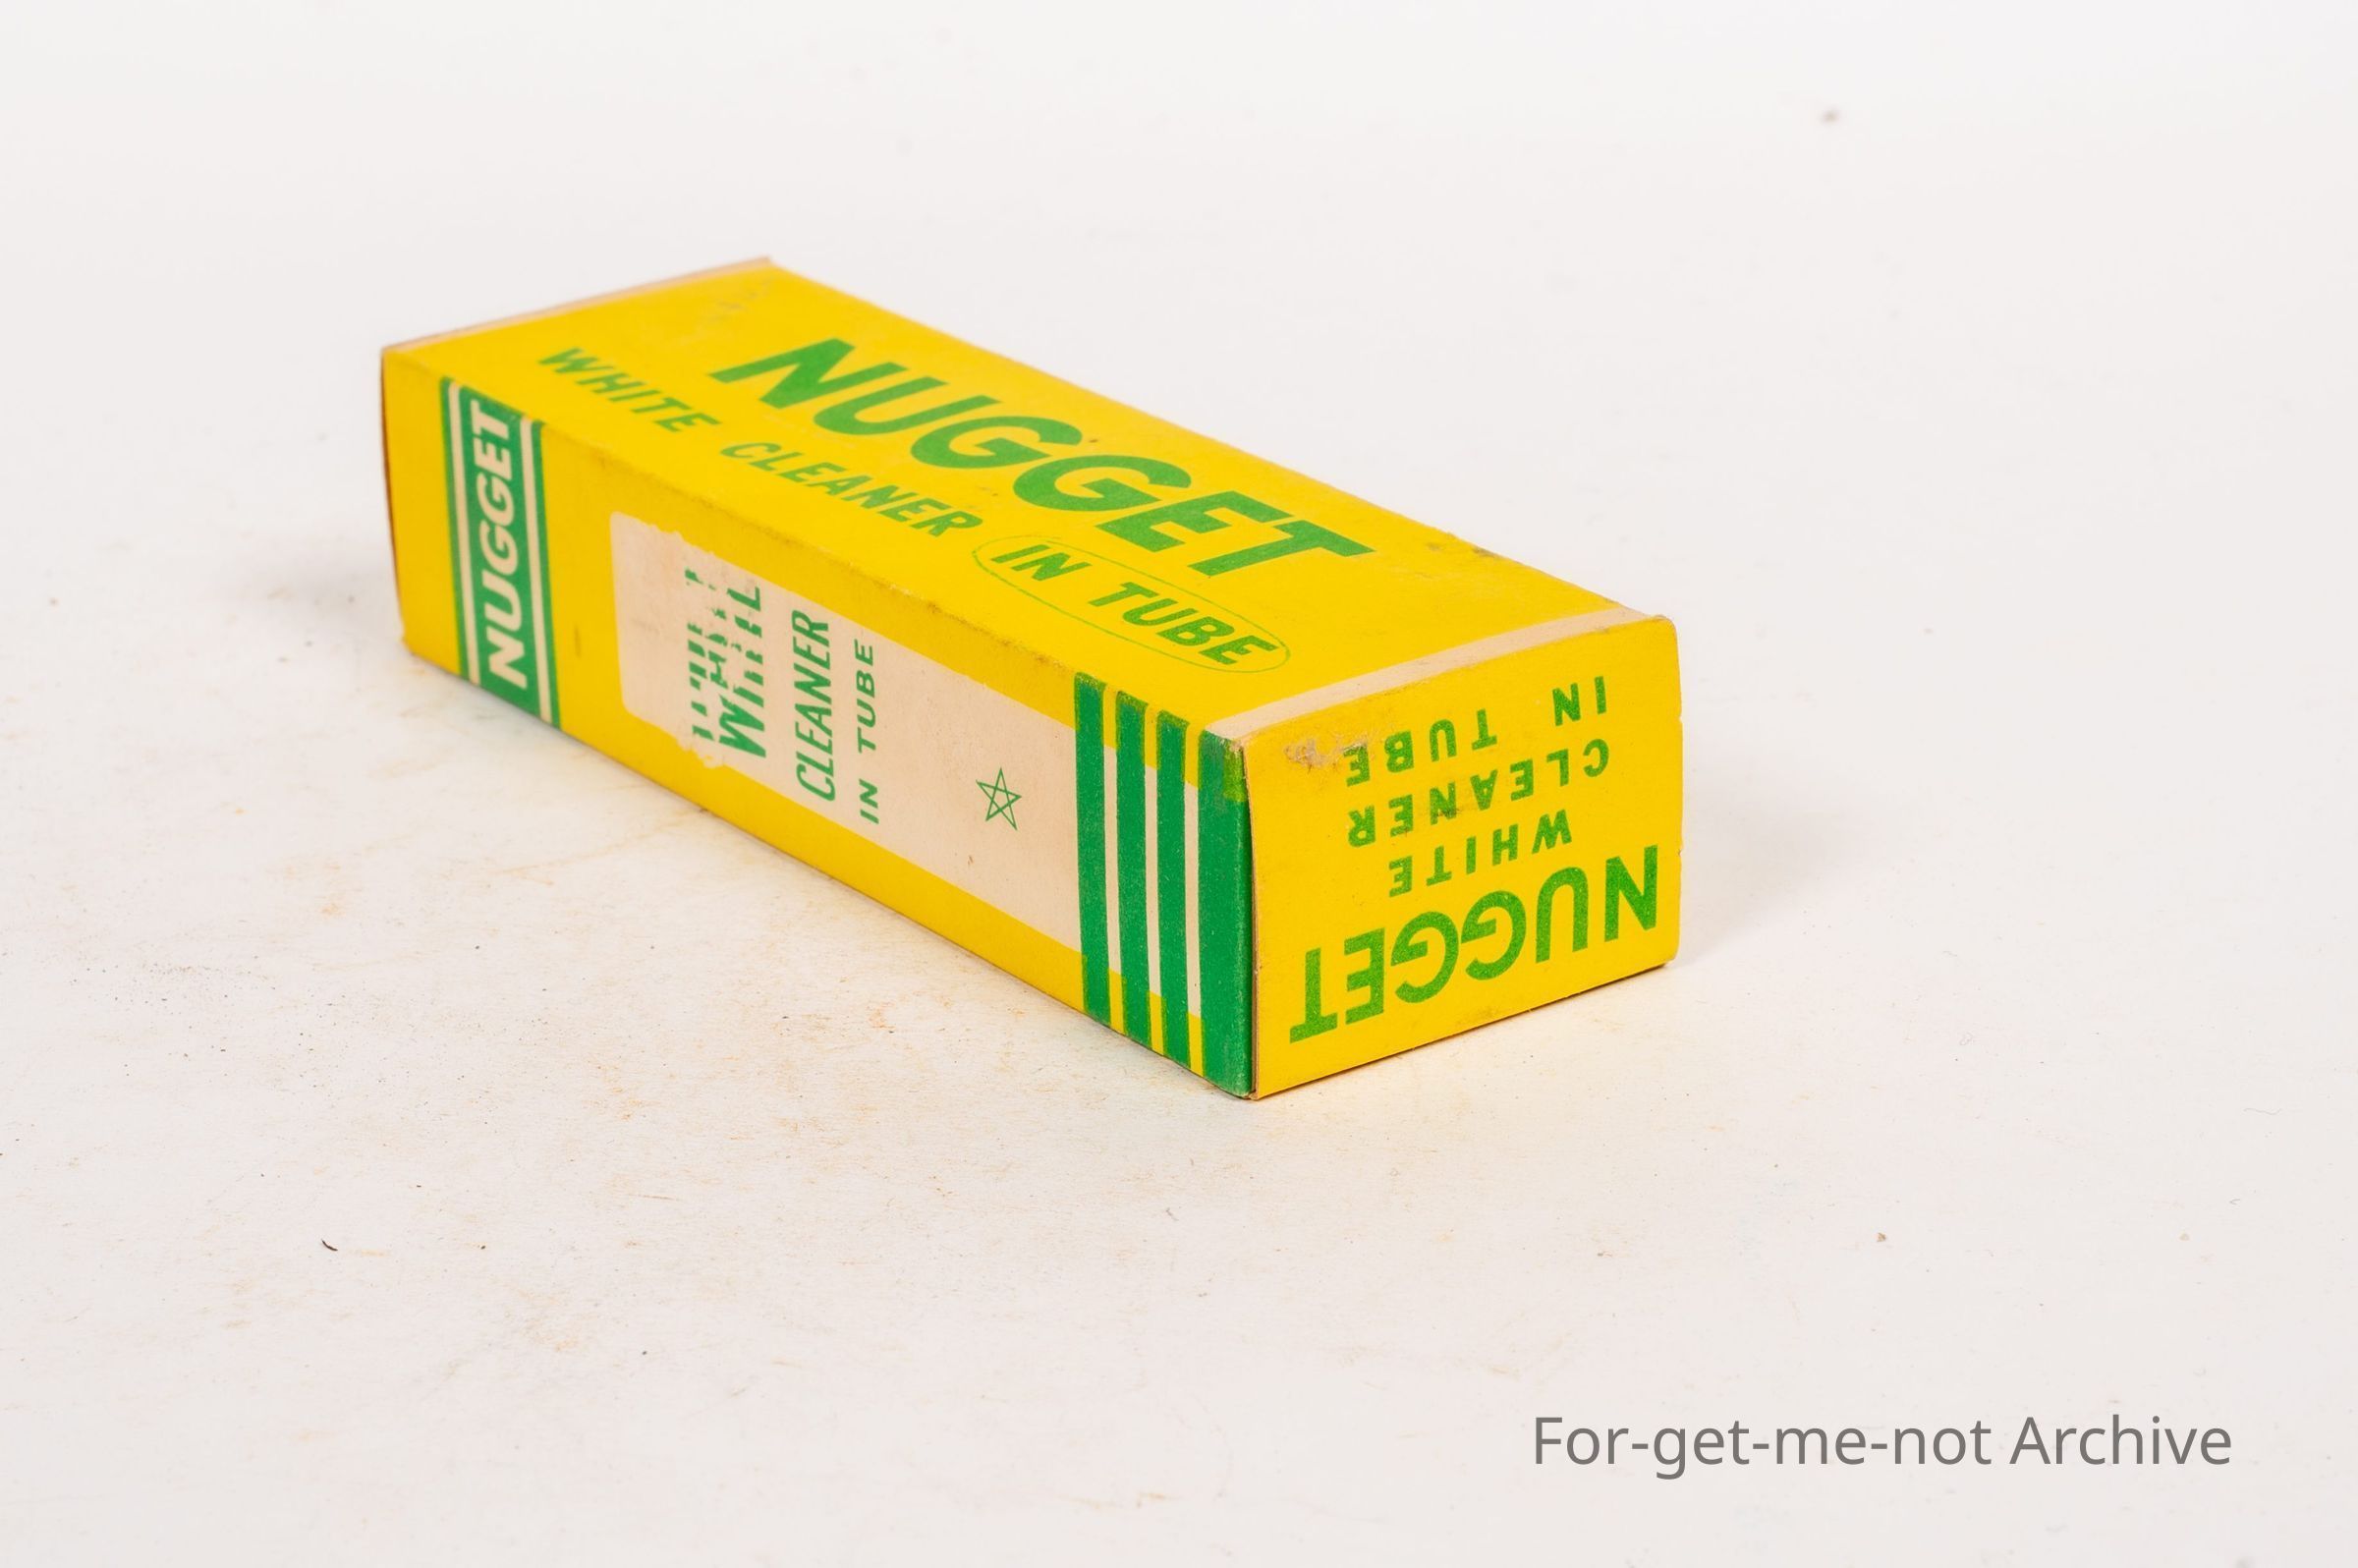 NUGGET
WHITE CLEANER IN TUBE
NUGGET
CLEANER
IN TUBE
NUGGET
WHITE
CLEANER
IN TUBE
For-get-me-not Archive